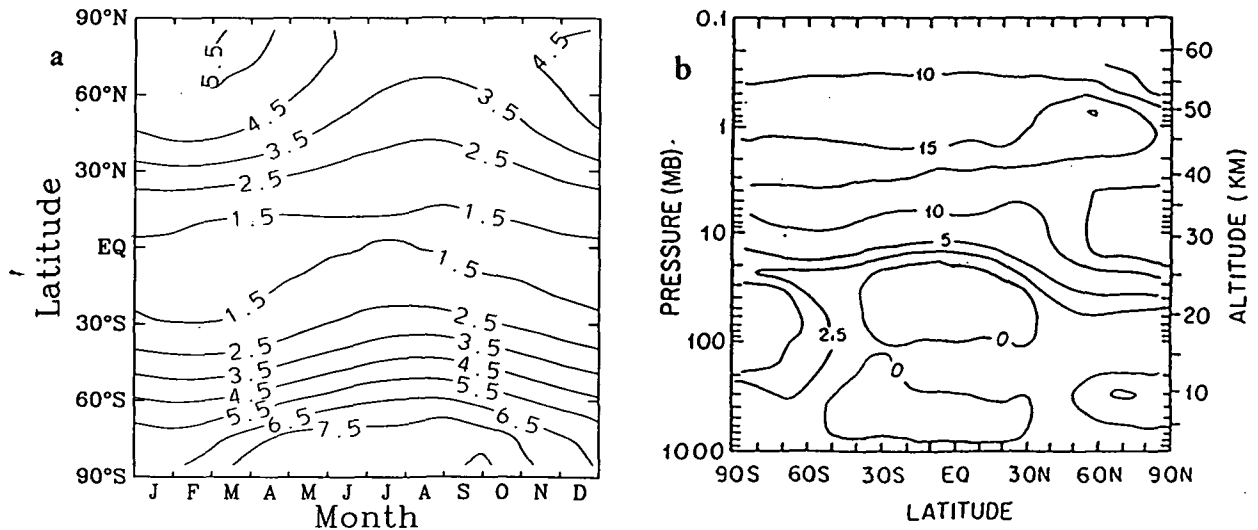 a
90°N
60°N
30°N
EQ
30°S
60°S
90°S
Latitude
5.5
4.5
4.5
3.5
3.5
2.5
2.5
1.5
1.5
1.5
1.5
2.5
2.5
3.5
3.5
4.5
4.5
5.5
5.5
6.5
6.5
7.5
J F M A M J J A S O N D
Month
b
0.1
1
10
100
1000
PRESSURE (MB)
10
15
10
5
2.5
0
0
60
50
40
30
20
10
ALTITUDE (KM)
90S 60S 30S EQ 30N 60N 90N
LATITUDE